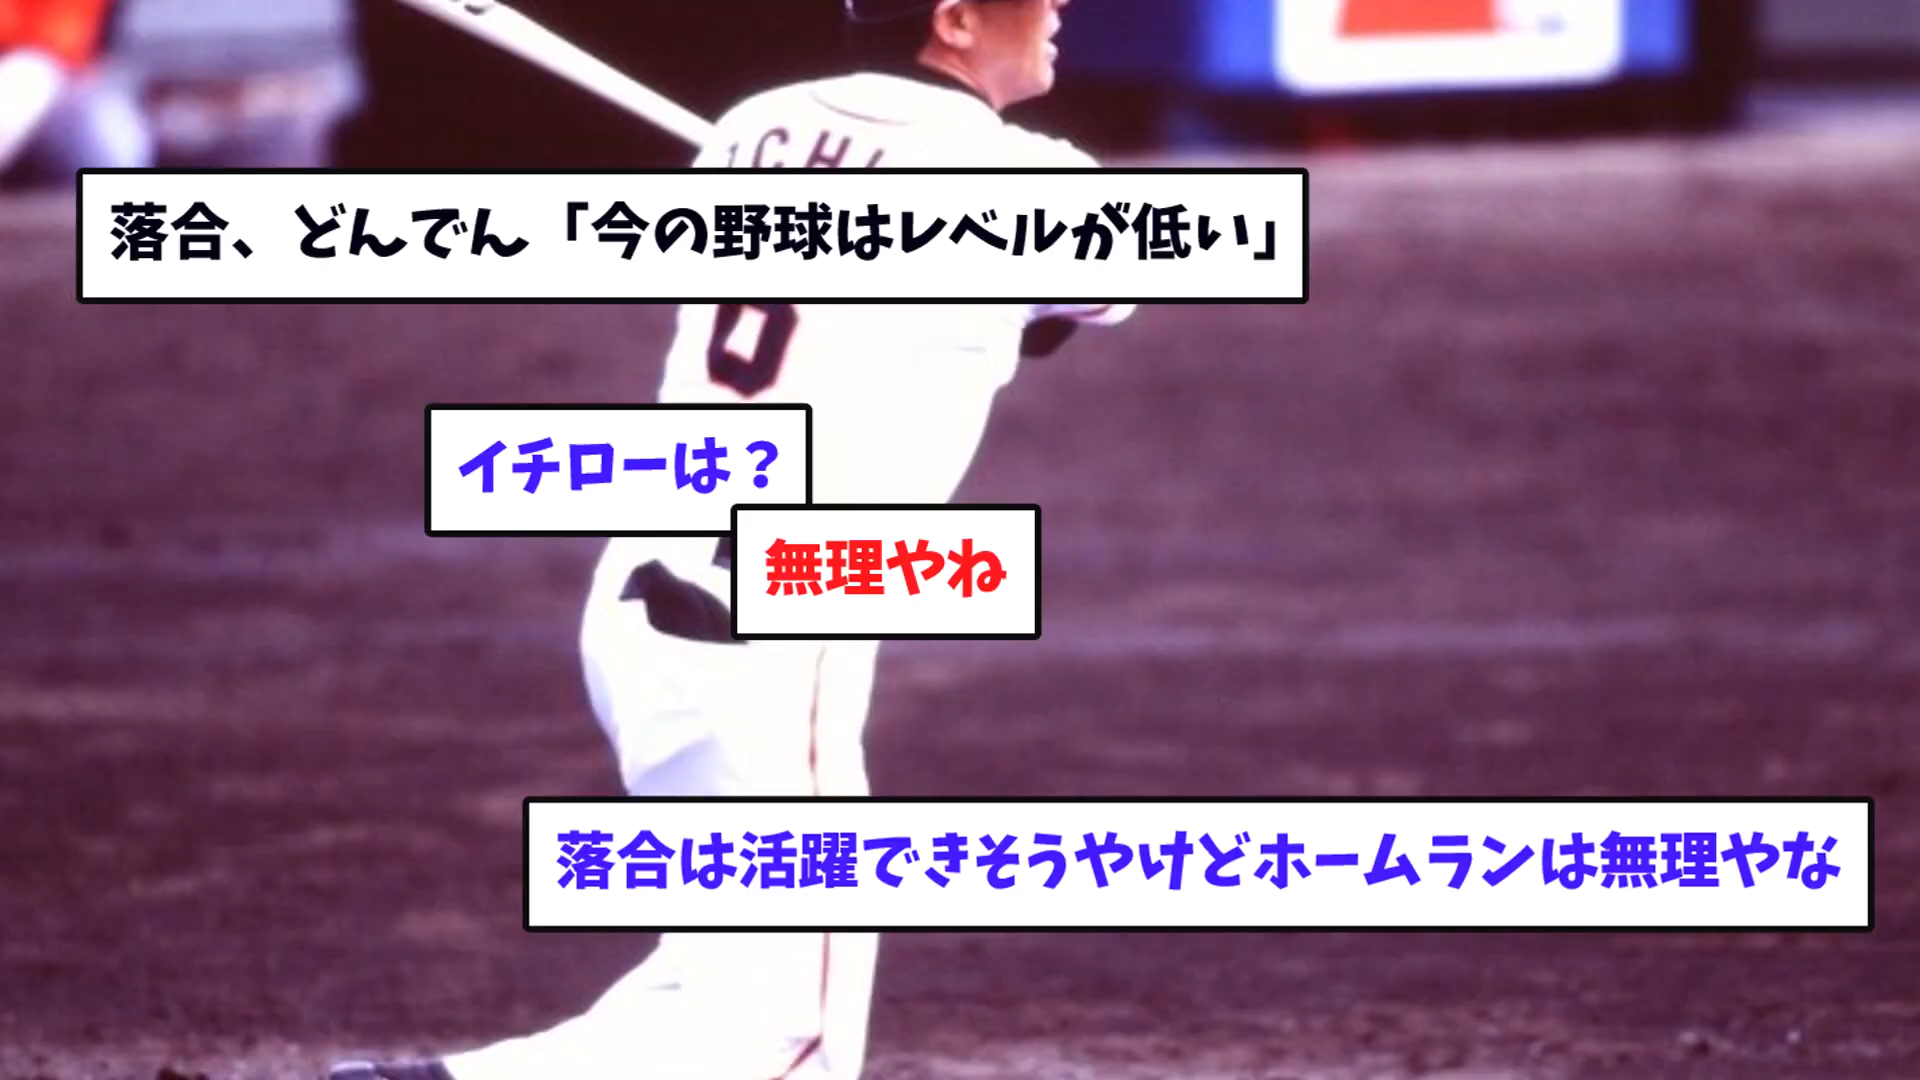 落合、どんでん「今の野球はレベルが低い」
イチローは？
無理やね
落合は活躍できそうやけどホームランは無理やな